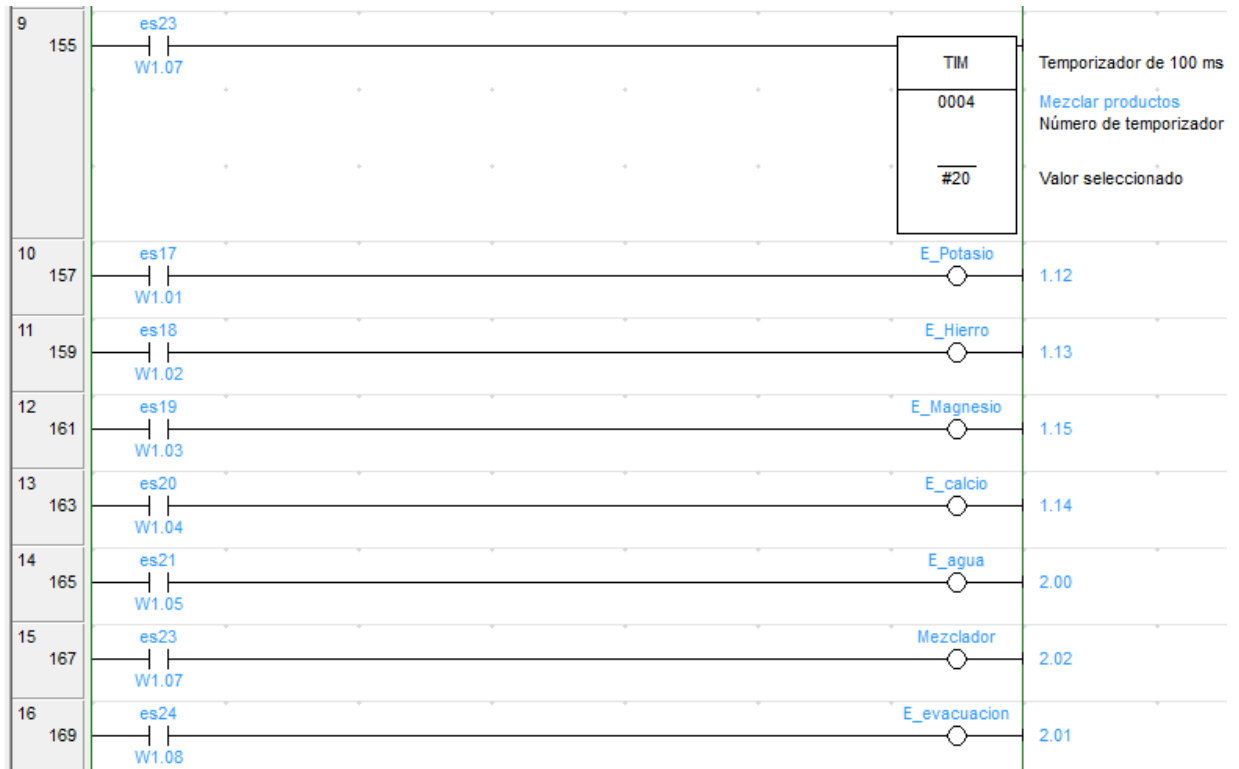 9
es23
155
W1.07
TIM
Temporizador de 100 ms
0004
Mezclar productos
Número de temporizador
#20
Valor seleccionado
10
es17
E_Potasio
157
1.12
W1.01
11
es18
E_Hierro
159
1.13
W1.02
12
es19
E_Magnesio
161
1.15
W1.03
13
es20
E_calcio
163
1.14
W1.04
14
es21
E_agua
165
2.00
W1.05
15
es23
Mezclador
167
2.02
W1.07
16
es24
E_evacuacion
169
2.01
W1.08